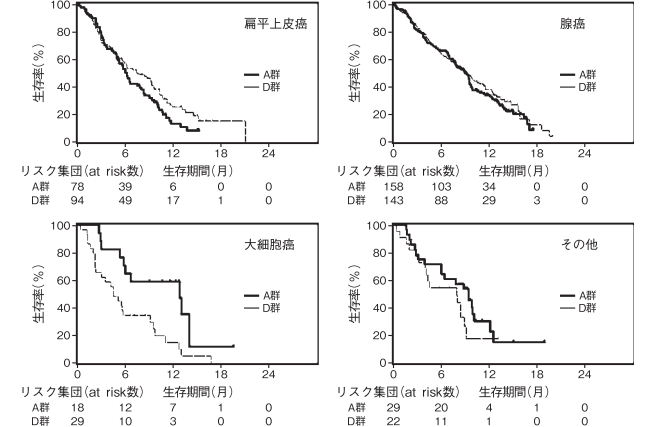 扁平上皮癌
生存率(%)
100
80
60
40
20
0
A群
D群
0 6 12 18 24
リスク集団(at risk数) 生存期間(月)
A群 78 39 6 0 0
D群 94 49 17 1 0
腺癌
生存率(%)
100
80
60
40
20
0
A群
D群
0 6 12 18 24
リスク集団(at risk数) 生存期間(月)
A群 158 103 34 0 0
D群 143 88 29 3 0
大細胞癌
生存率(%)
100
80
60
40
20
0
A群
D群
0 6 12 18 24
リスク集団(at risk数) 生存期間(月)
A群 18 12 7 1 0
D群 29 10 3 0 0
その他
生存率(%)
100
80
60
40
20
0
A群
D群
0 6 12 18 24
リスク集団(at risk数) 生存期間(月)
A群 29 20 4 1 0
D群 22 11 1 0 0